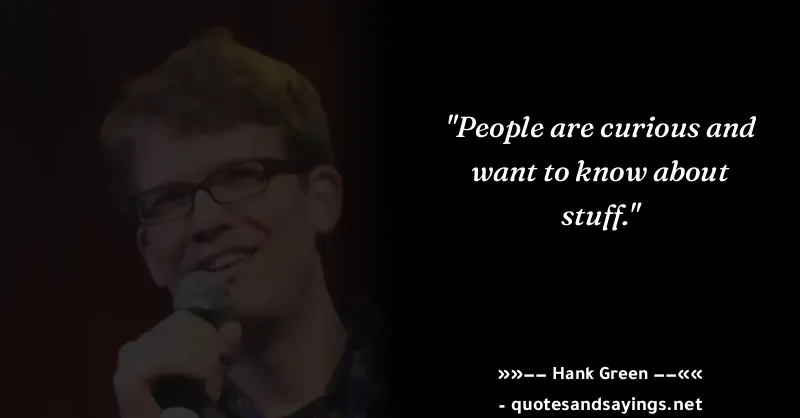 "People are curious and
want to know about
stuff."
»»−− Hank Green −−««
- quotesandsayings.net